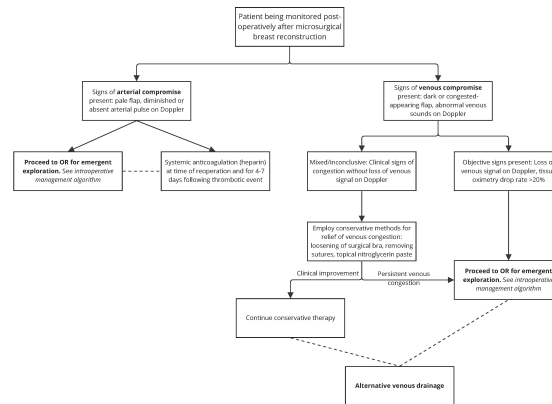 Patient being monitored post-
operatively after microsurgical
breast reconstruction
Signs of arterial compromise
present: pale flap, diminished or
absent arterial pulse on Doppler
Signs of venous compromise
present: dark or congested-
appearing flap, abnormal venous
sounds on Doppler
Proceed to OR for emergent
exploration. See intraoperative
management algorithm
Systemic anticoagulation (heparin)
at time of reoperation and for 4-7
days following thrombotic event
Mixed/inconclusive: Clinical signs of
congestion without loss of venous
signal on Doppler
Objective signs present: Loss o
venous signal on Doppler, tissu
oximetry drop rate >20%
Employ conservative methods for
relief of venous congestion:
loosening of surgical bra, removing
sutures, topical nitroglycerin paste
Clinical improvement
Persistent venous
congestion
Proceed to OR for emergent
exploration. See intraoperative
management algorithm
Continue conservative therapy
Alternative venous drainage